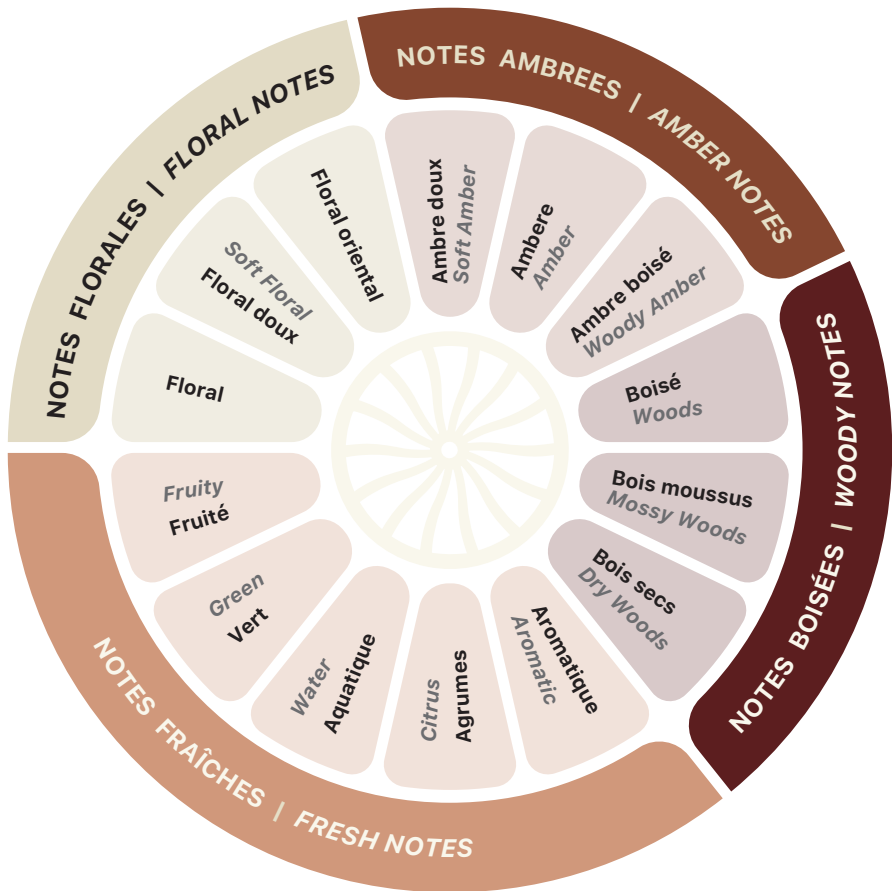 NOTES FLORALES | FLORAL NOTES
NOTES AMBREES | AMBER NOTES
NOTES BOISÉES | WOODY NOTES
NOTES FRAÎCHES | FRESH NOTES
Floral
Soft Floral
Floral doux
Floral oriental
Ambre doux
Soft Amber
Ambere
Amber
Ambre boisé
Woody Amber
Boisé
Woods
Bois moussus
Mossy Woods
Bois secs
Dry Woods
Aromatique
Aromatic
Citrus
Agrumes
Water
Aquatique
Green
Vert
Fruity
Fruité